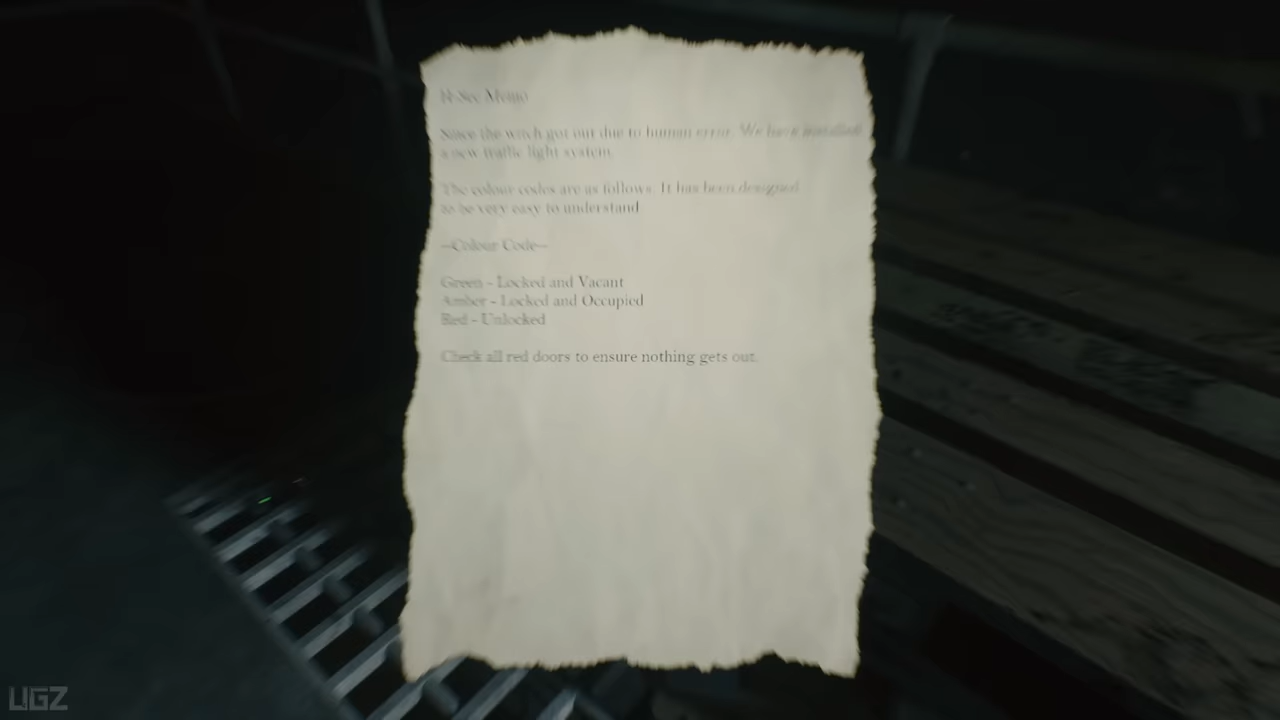 Hi-Sec Memo
Since the witch got out due to human error. We have installed
a new traffic light system.
The colour codes are as follows. It has been designed
to be very easy to understand
--Colour Code--
Green - Locked and Vacant
Amber - Locked and Occupied
Red - Unlocked
Check all red doors to ensure nothing gets out.
UGZ